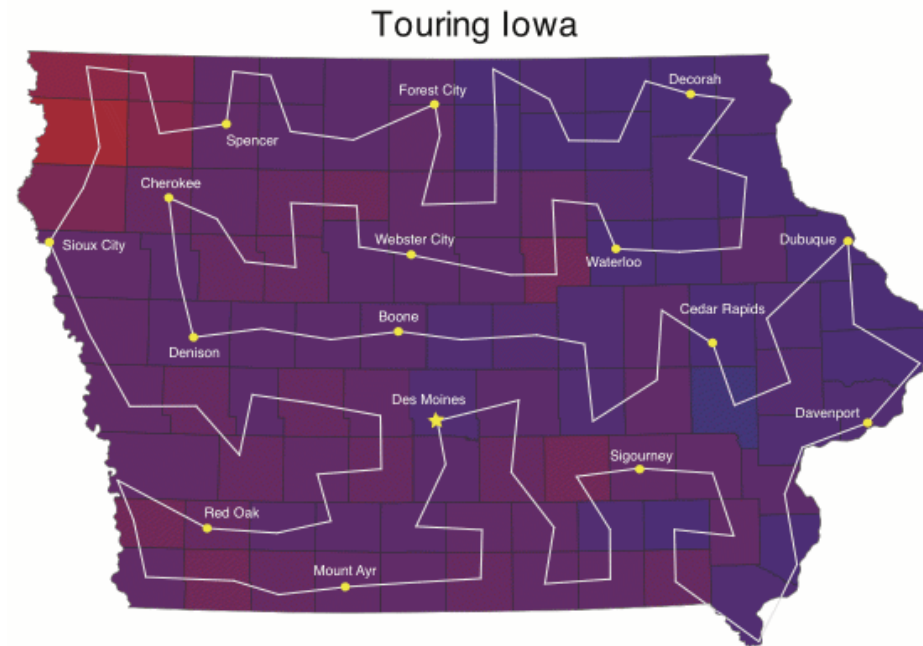 Touring Iowa
Decorah
Forest City
Spencer
Cherokee
Sioux City
Webster City
Waterloo
Dubuque
Boone
Cedar Rapids
Denison
Des Moines
Davenport
Sigourney
Red Oak
Mount Ayr